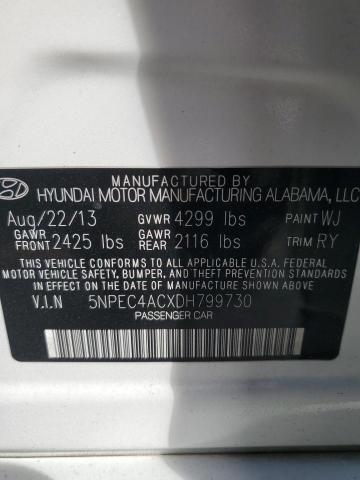 MANUFACTURED BY
HYUNDAI MOTOR MANUFACTURING ALABAMA, LLC
Aug/22/13 GVWR 4299 lbs PAINT WJ
GAWR FRONT 2425 lbs GAWR REAR 2116 lbs TRIM RY
THIS VEHICLE CONFORMS TO ALL APPLICABLE U.S.A. FEDERAL
MOTOR VEHICLE SAFETY, BUMPER, AND THEFT PREVENTION
STANDARDS IN EFFECT ON THE DATE OF MANUFACTURE SHOWN ABOVE.
V.I.N 5NPEC4ACXDH799730
PASSENGER CAR